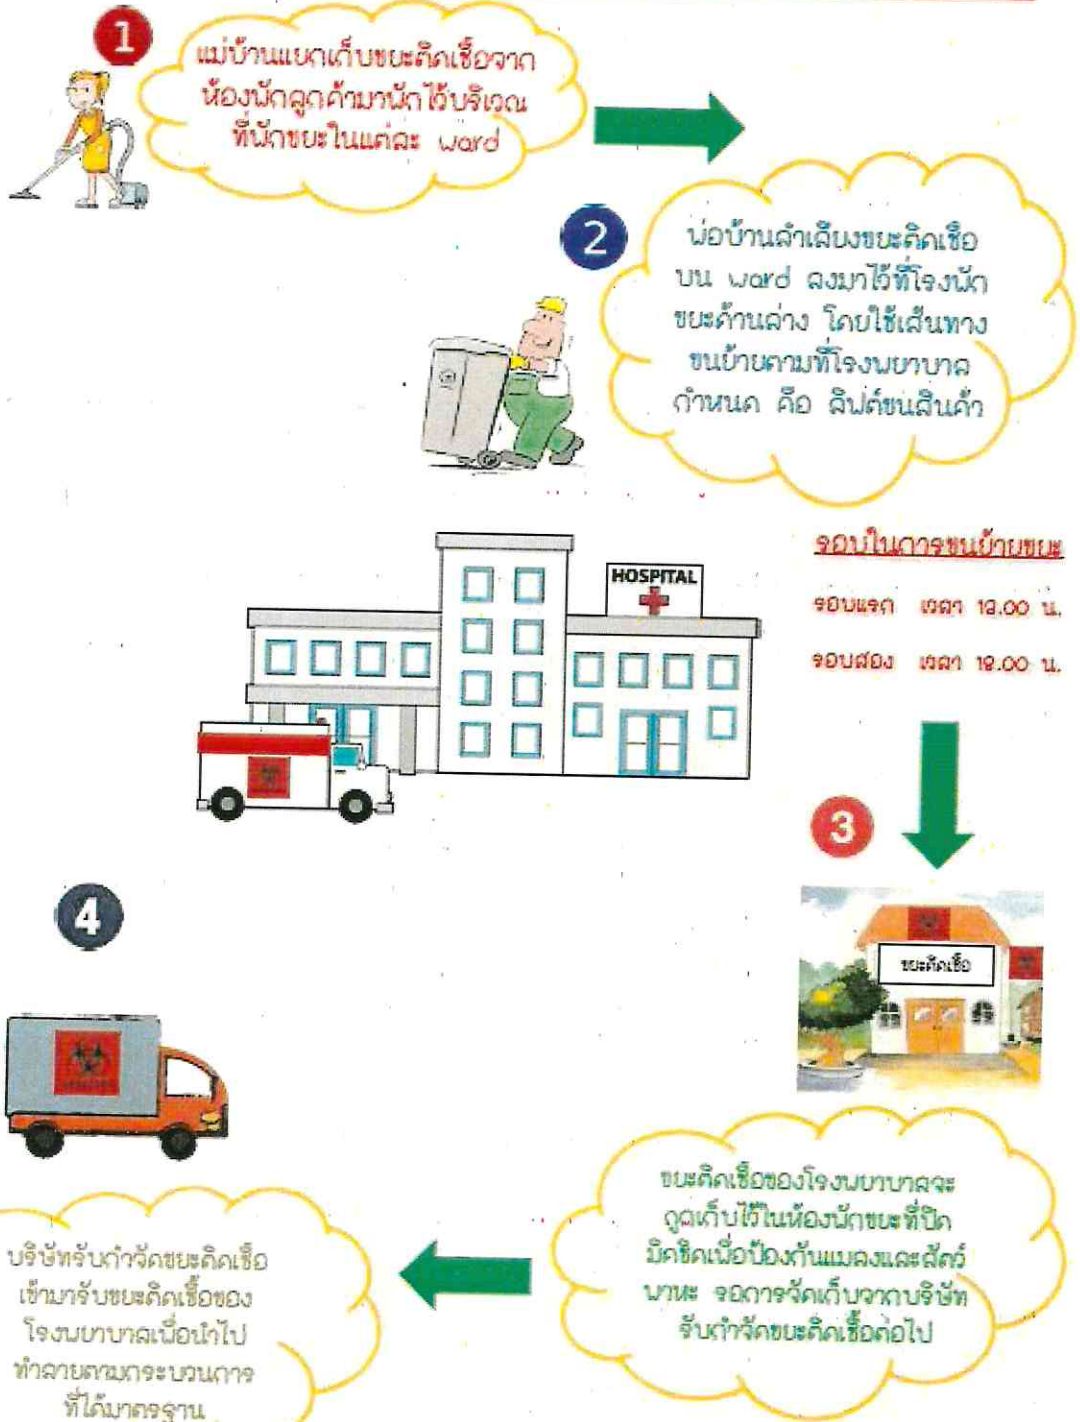 1
แม่บ้านแยกเก็บขยะติดเชื้อจาก
ห้องพักลูกค้ามาพักไว้บริเวณ
ที่พักขยะในแต่ละ ward
2
พ่อบ้านลำเลียงขยะติดเชื้อ
บน ward ลงมาไว้ที่โรงพัก
ขยะด้านล่าง โดยใช้เส้นทาง
ขนย้ายตามที่โรงพยาบาล
กำหนด คือ ลิฟต์ขนสินค้า
HOSPITAL
รอบในการขนย้ายขยะ
รอบแรก เวลา
รอบสอง เวลา
3
ขยะติดเชื้อ
4
ขยะติดเชื้อของโรงพยาบาลจะ
ถูกเก็บไว้ในห้องพักขยะที่ปิด
มิดชิดเพื่อป้องกันแมลงและสัตว์
พาหะ รอการจัดเก็บจากบริษัท
รับกำจัดขยะติดเชื้อต่อไป
บริษัทรับกำจัดขยะติดเชื้อ
เข้ามารับขยะติดเชื้อของ
โรงพยาบาลเพื่อนำไป
ทำลายตามกระบวนการ
ที่ได้มาตรฐาน